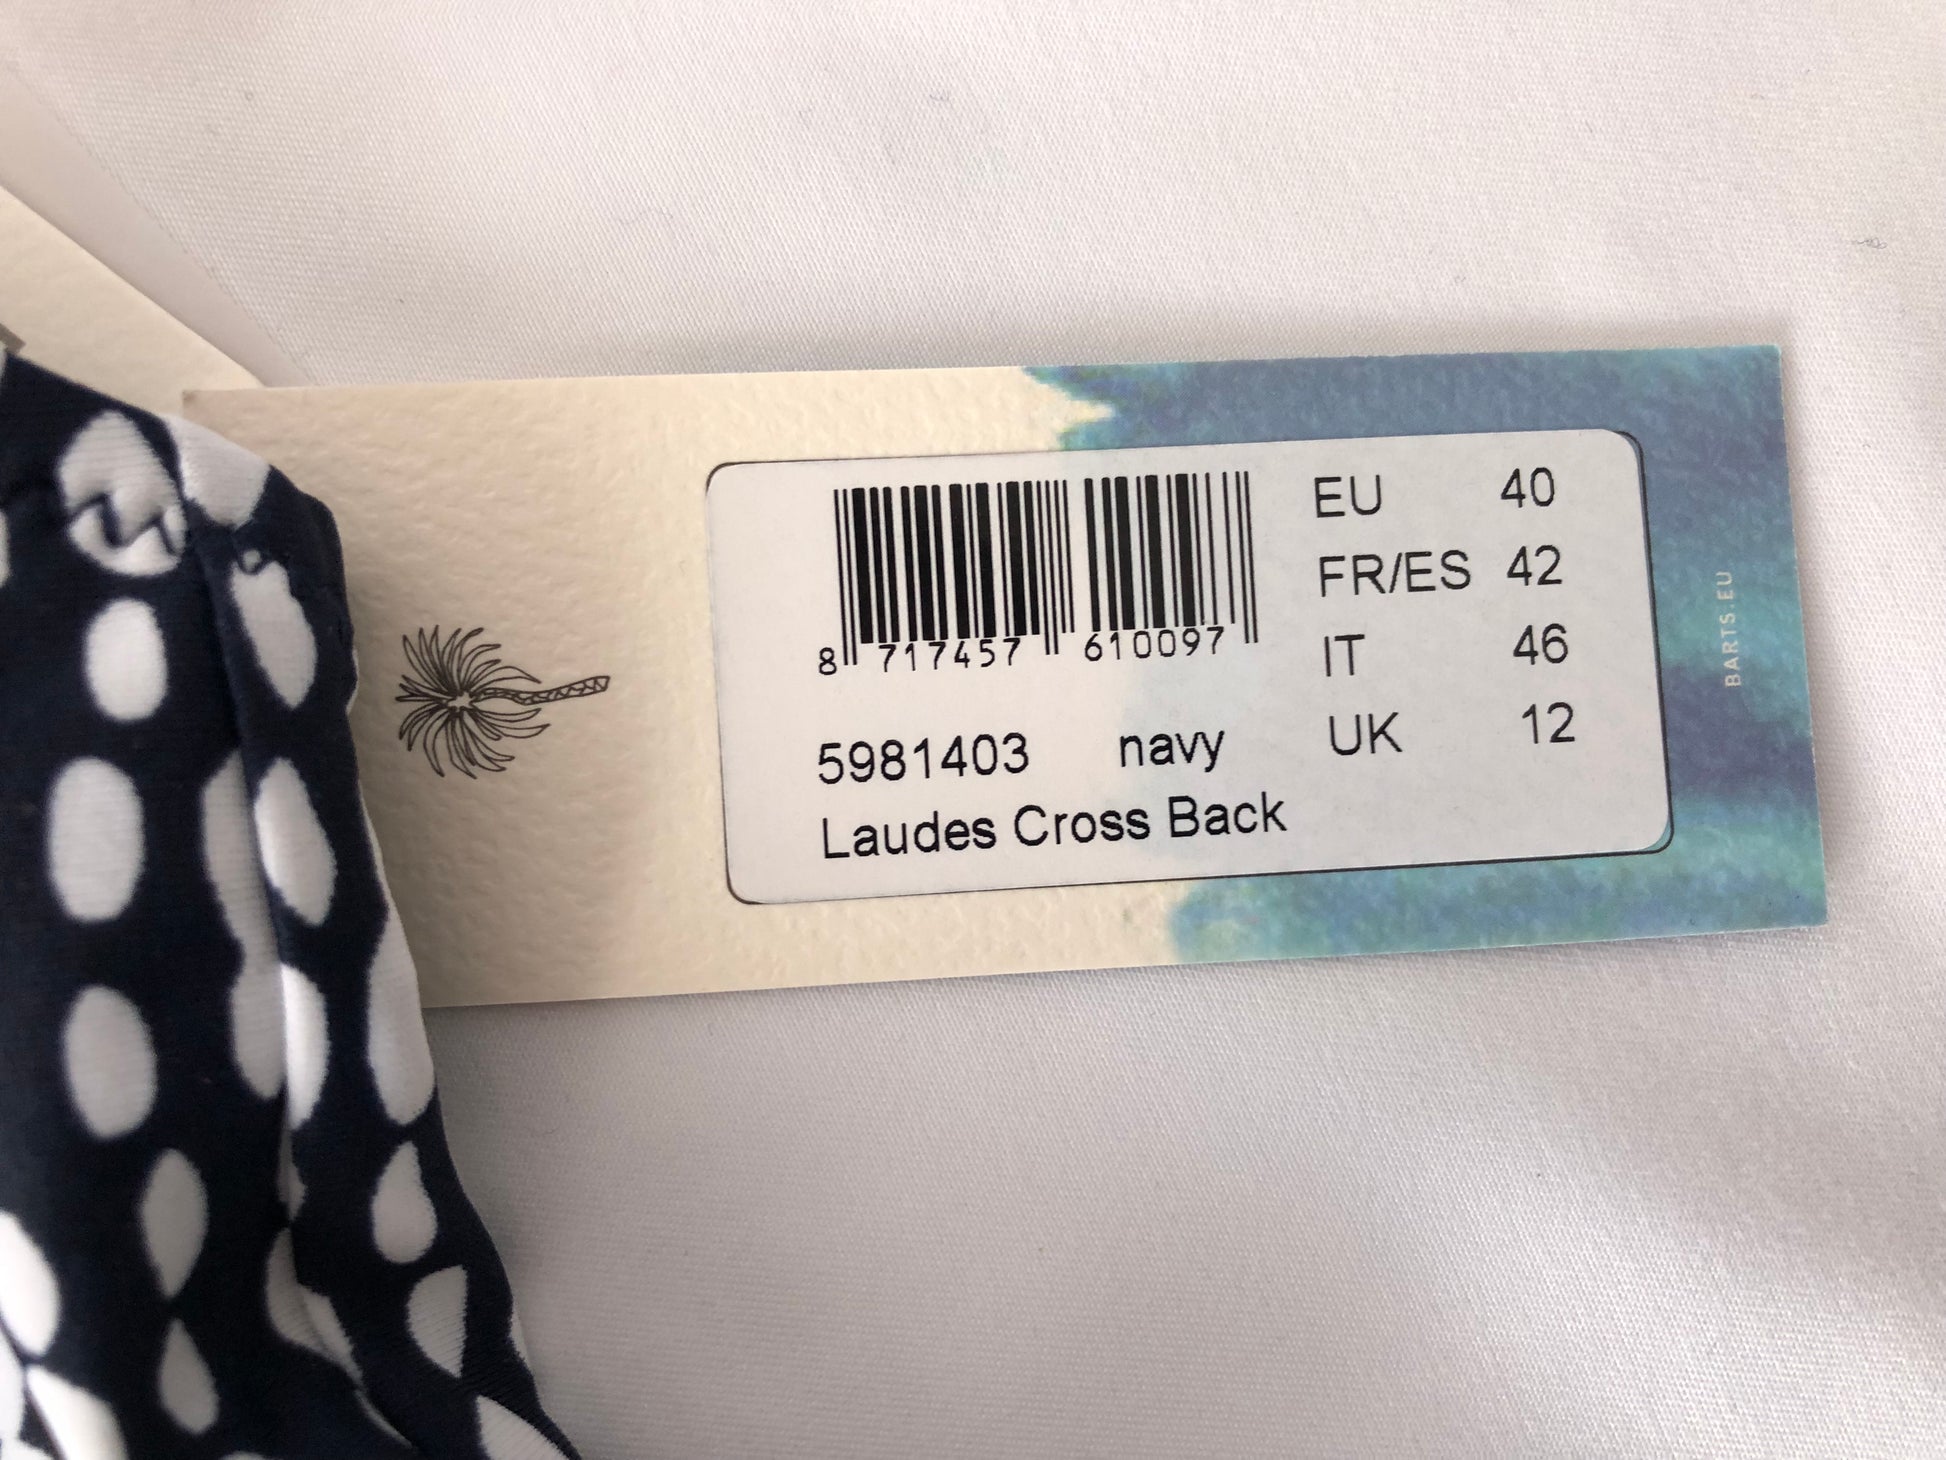 8 717457 610097
5981403 navy
Laudes Cross Back
EU 40
FR/ES 42
IT 46
UK 12
BARTS.EU